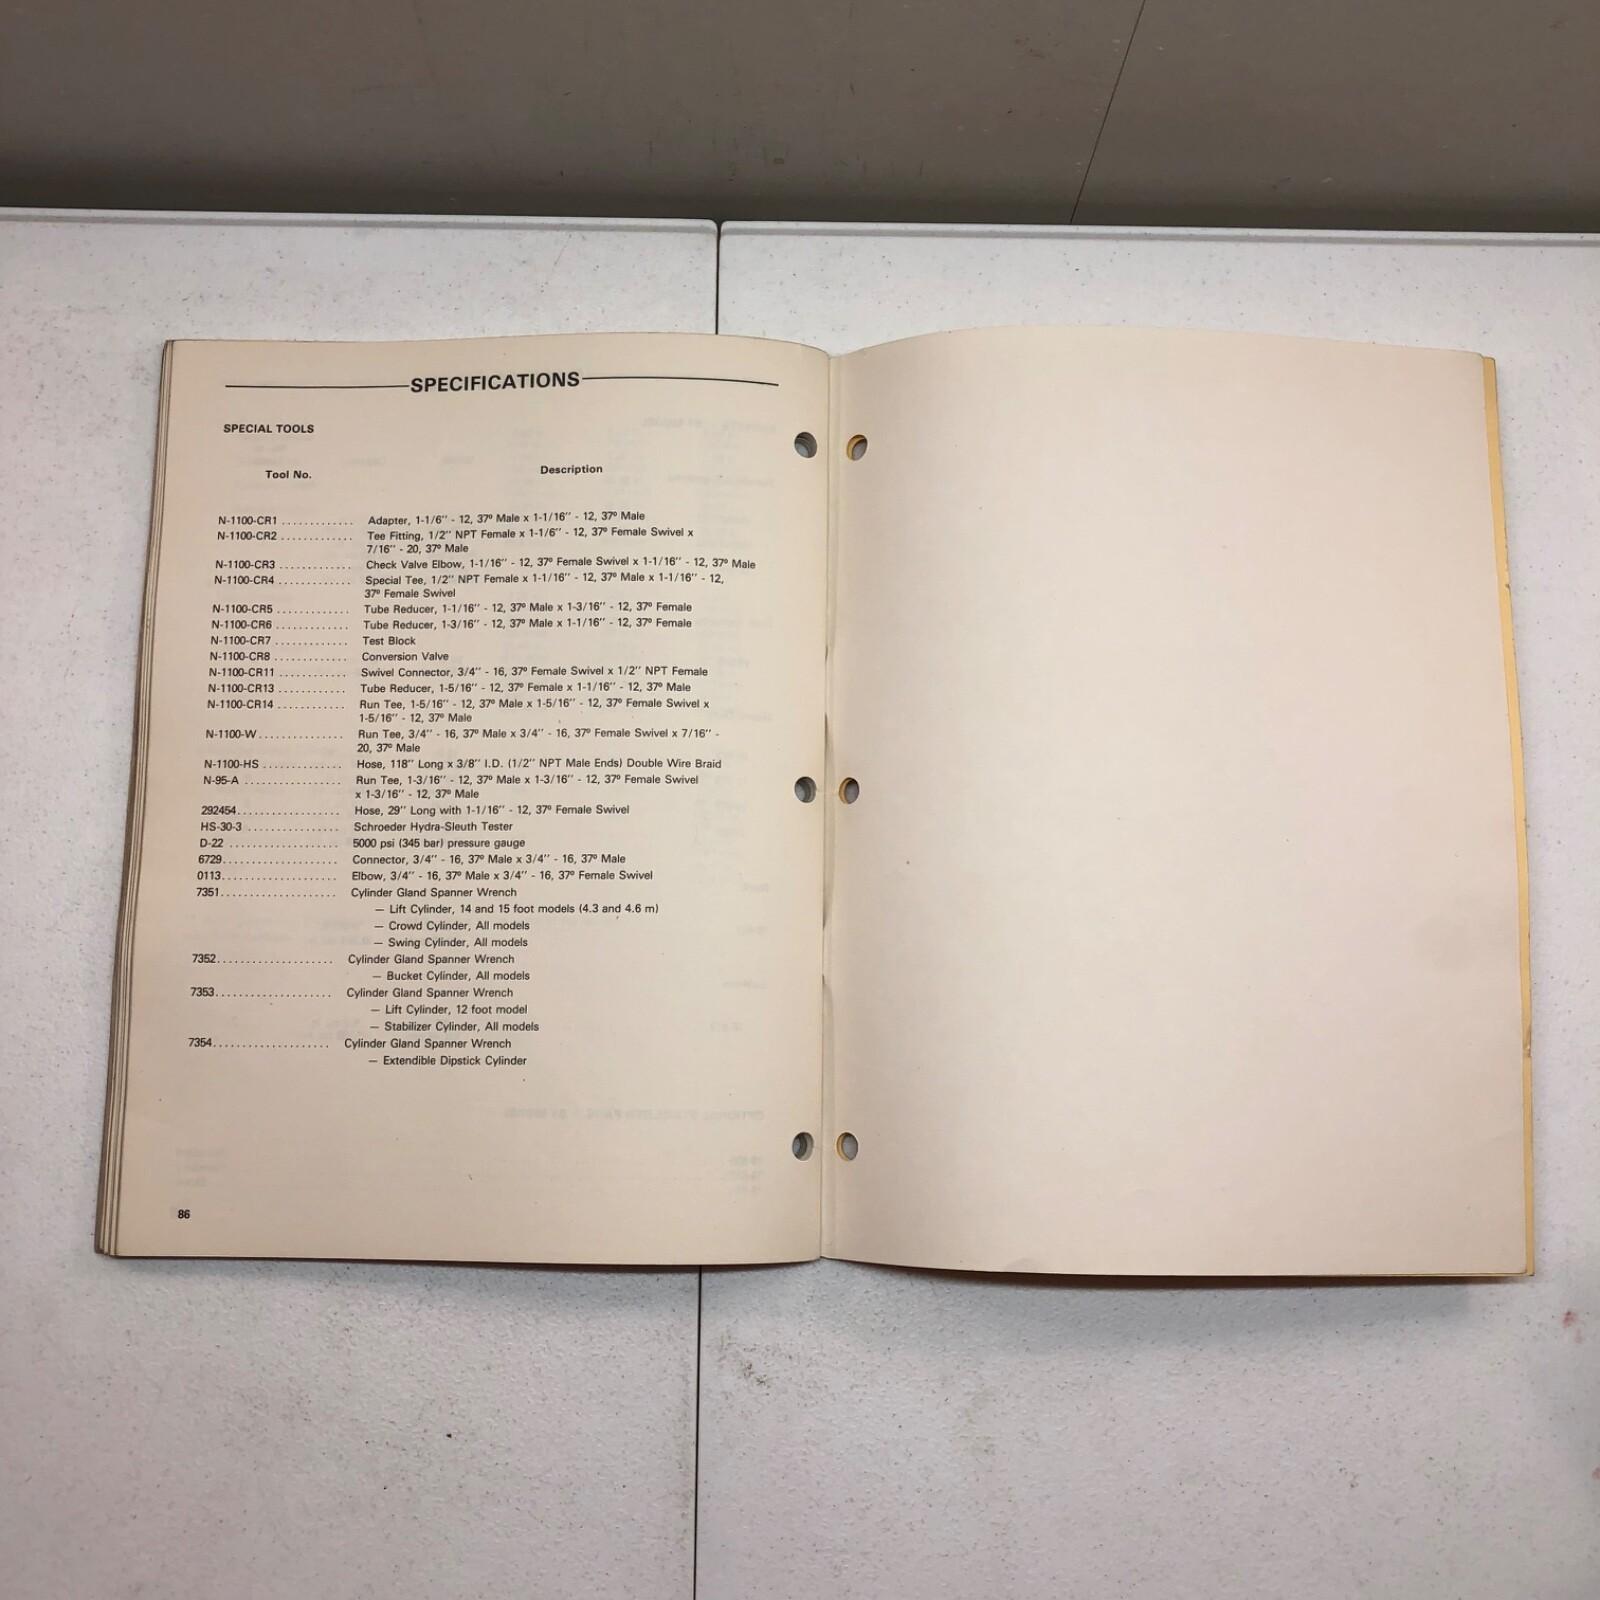 SPECIFICATIONS
SPECIAL TOOLS
Tool No. Description
N-1100-CR1 ............. Adapter, 1-1/6" - 12, 37º Male x 1-1/16" - 12, 37º Male
N-1100-CR2 ............. Tee Fitting, 1/2" NPT Female x 1-1/6" - 12, 37º Female Swivel x
7/16" - 20, 37º Male
N-1100-CR3 ............. Check Valve Elbow, 1-1/16" - 12, 37º Female Swivel x 1-1/16" - 12, 37º Male
N-1100-CR4 ............. Special Tee, 1/2" NPT Female x 1-1/16" - 12, 37º Male x 1-1/16" - 12,
37º Female Swivel
N-1100-CR5 ............. Tube Reducer, 1-1/16" - 12, 37º Male x 1-3/16" - 12, 37º Female
N-1100-CR6 ............. Tube Reducer, 1-3/16" - 12, 37º Male x 1-1/16" - 12, 37º Female
N-1100-CR7 ............. Test Block
N-1100-CR8 ............. Conversion Valve
N-1100-CR11 ............ Swivel Connector, 3/4" - 16, 37º Female Swivel x 1/2" NPT Female
N-1100-CR13 ............ Tube Reducer, 1-5/16" - 12, 37º Female x 1-1/16" - 12, 37º Male
N-1100-CR14 ............ Run Tee, 1-5/16" - 12, 37º Male x 1-5/16" - 12, 37º Female Swivel x
1-5/16" - 12, 37º Male
N-1100-W ............... Run Tee, 3/4" - 16, 37º Male x 3/4" - 16, 37º Female Swivel x 7/16" -
20, 37º Male
N-1100-HS .............. Hose, 118" Long x 3/8" I.D. (1/2" NPT Male Ends) Double Wire Braid
N-95-A ................. Run Tee, 1-3/16" - 12, 37º Male x 1-3/16" - 12, 37º Female Swivel
x 1-3/16" - 12, 37º Male
292454.................. Hose, 29" Long with 1-1/16" - 12, 37º Female Swivel
HS-30-3 ................ Schroeder Hydra-Sleuth Tester
D-22 ................... 5000 psi (345 bar) pressure gauge
6729.................... Connector, 3/4" - 16, 37º Male x 3/4" - 16, 37º Male
0113.................... Elbow, 3/4" - 16, 37º Male x 3/4" - 16, 37º Female Swivel
7351.................... Cylinder Gland Spanner Wrench
— Lift Cylinder, 14 and 15 foot models (4.3 and 4.6 m)
— Crowd Cylinder, All models
— Swing Cylinder, All models
7352.................... Cylinder Gland Spanner Wrench
— Bucket Cylinder, All models
7353.................... Cylinder Gland Spanner Wrench
— Lift Cylinder, 12 foot model
— Stabilizer Cylinder, All models
7354.................... Cylinder Gland Spanner Wrench
— Extendible Dipstick Cylinder
86